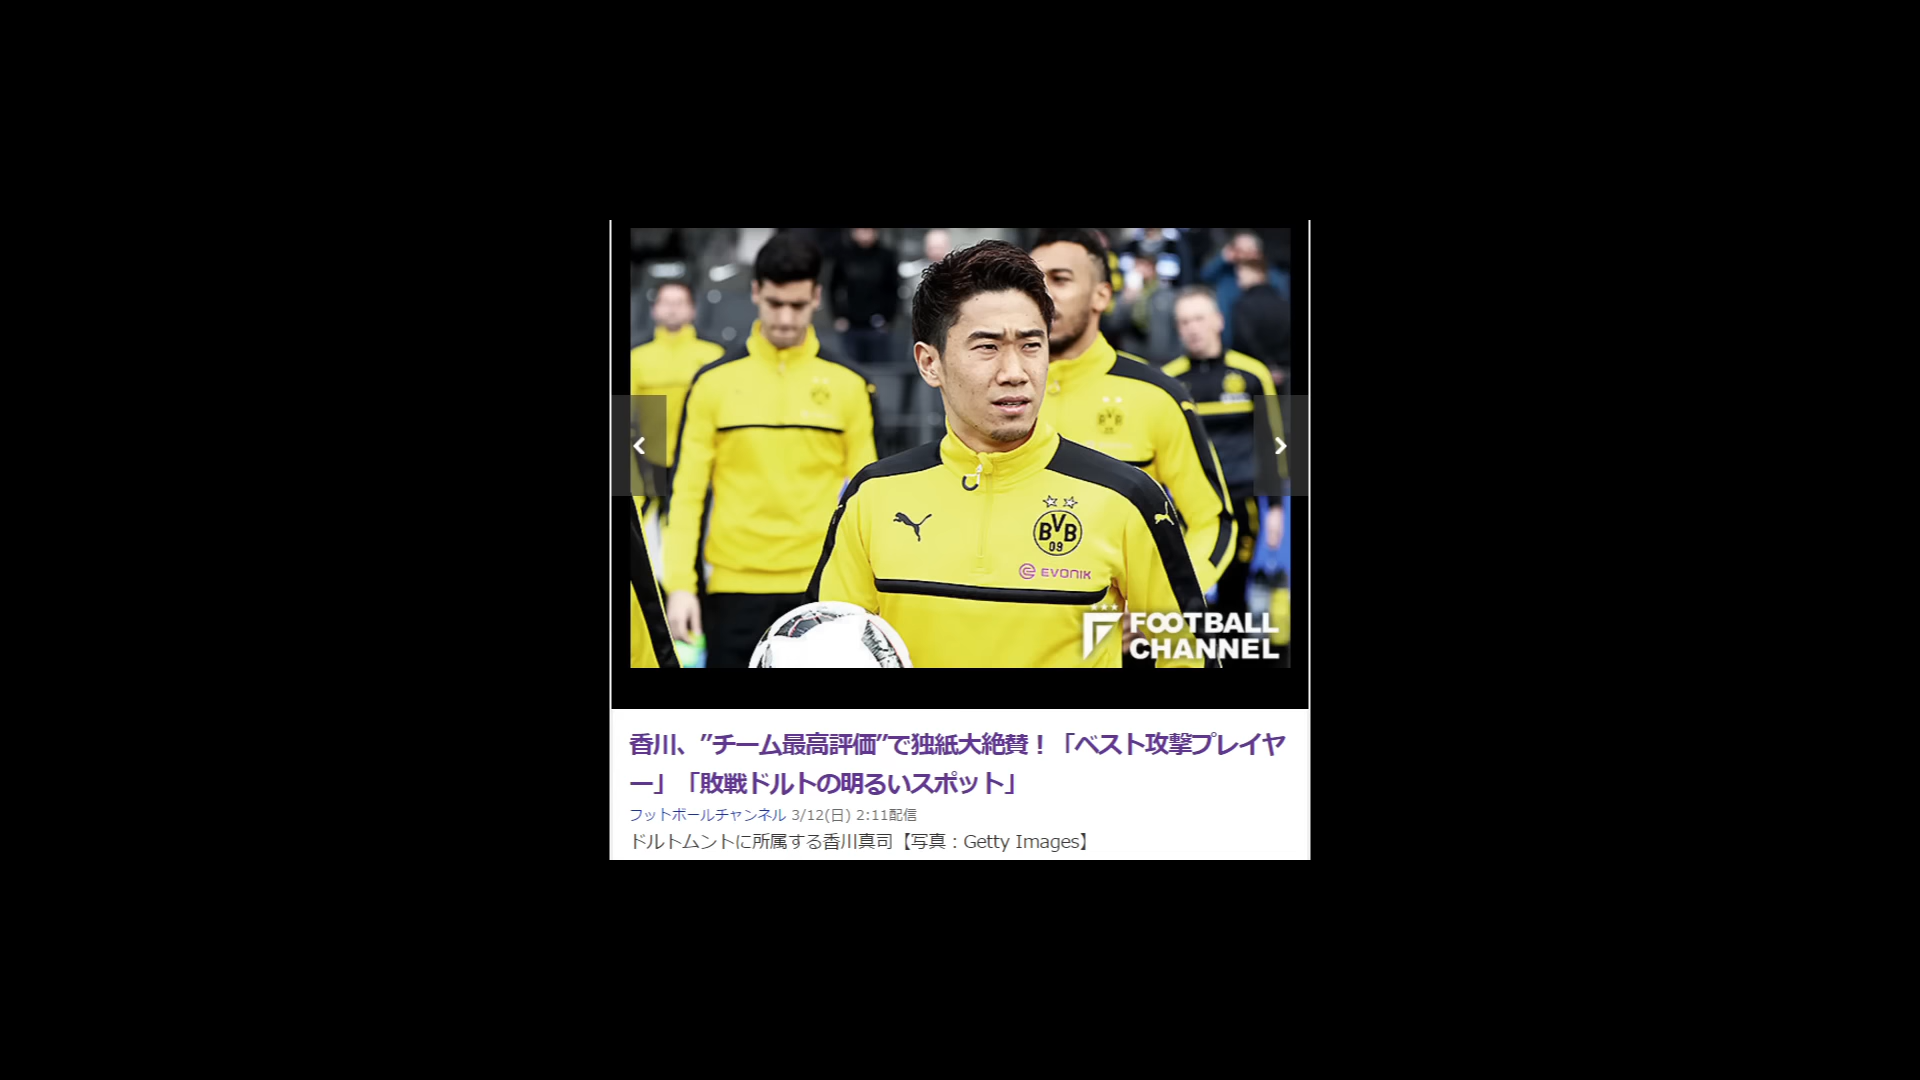 BVB
09
EVONIK
FOOTBALL
CHANNEL
香川、”チーム最高評価”で独紙大絶賛！「ベスト攻撃プレイヤ
ー」「敗戦ドルトの明るいスポット」
フットボールチャンネル 3/12(日) 2:11配信
ドルトムントに所属する香川真司【写真：Getty Images】